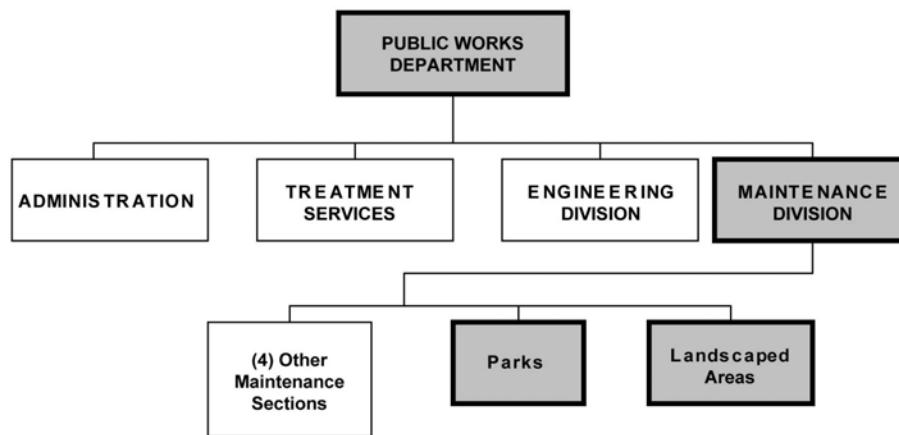 PUBLIC WORKS
DEPARTMENT
ADMINISTRATION
TREATMENT
SERVICES
ENGINEERING
DIVISION
MAINTENANCE
DIVISION
(4) Other
Maintenance
Sections
Parks
Landscaped
Areas